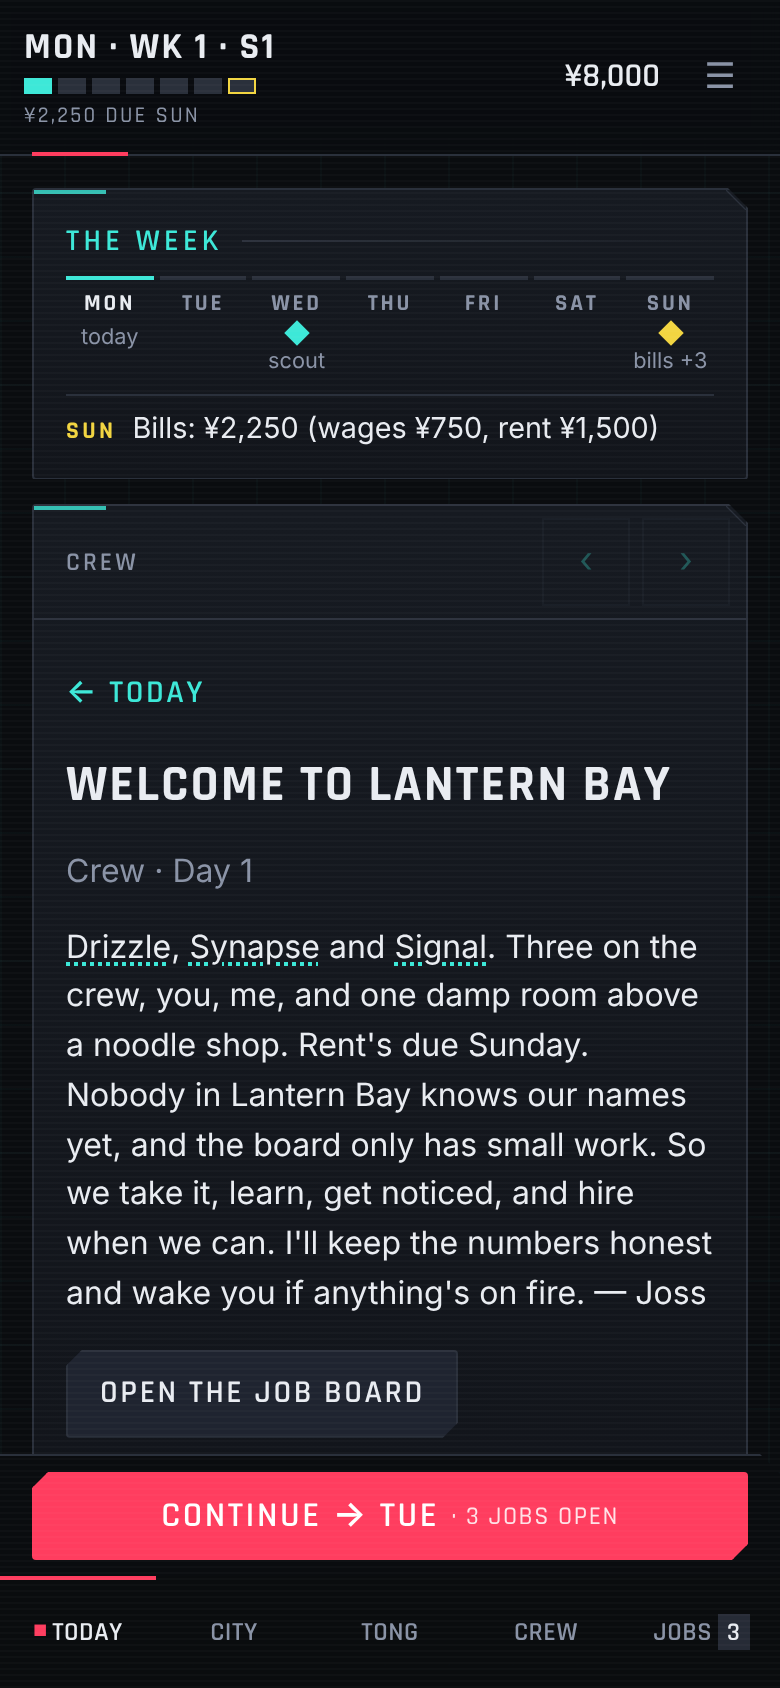 MON · WK 1 · S1
¥8,000 ☰
¥2,250 DUE SUN
THE WEEK
MON TUE WED THU FRI SAT SUN
today
scout
bills +3
SUN Bills: ¥2,250 (wages ¥750, rent ¥1,500)
CREW ‹ ›
← TODAY
WELCOME TO LANTERN BAY
Crew · Day 1
Drizzle, Synapse and Signal. Three on the
crew, you, me, and one damp room above
a noodle shop. Rent's due Sunday.
Nobody in Lantern Bay knows our names
yet, and the board only has small work. So
we take it, learn, get noticed, and hire
when we can. I'll keep the numbers honest
and wake you if anything's on fire. — Joss
OPEN THE JOB BOARD
CONTINUE → TUE · 3 JOBS OPEN
TODAY CITY TONG CREW JOBS 3